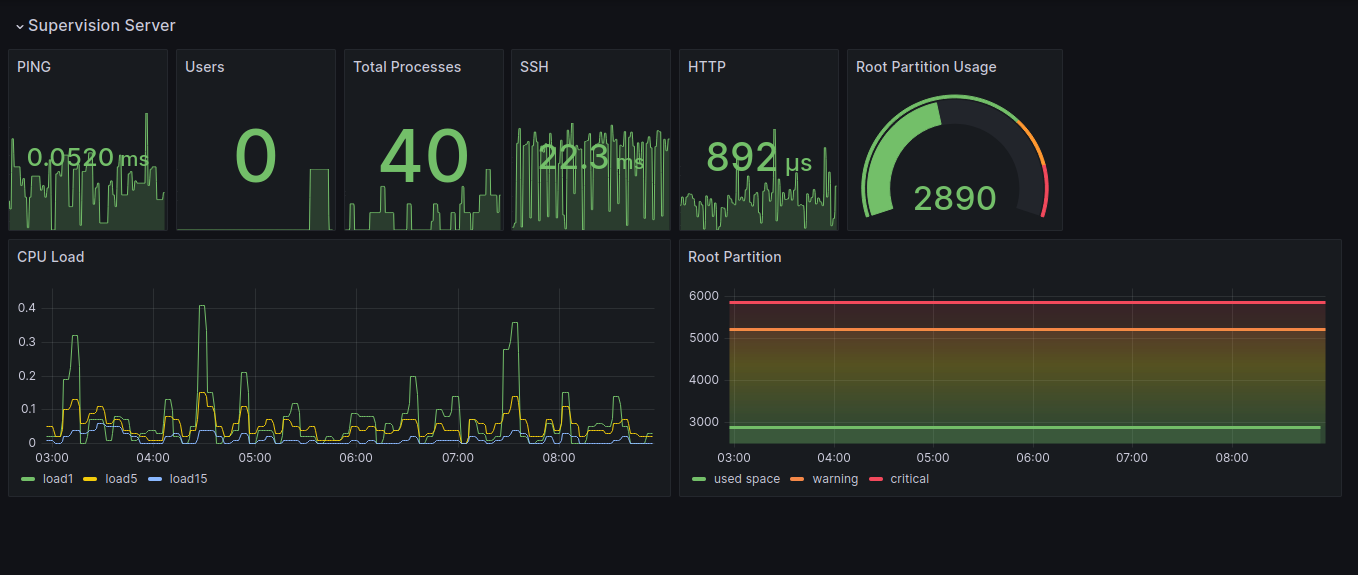 Supervision Server
PING
0.0520 ms
Users
0
Total Processes
40
SSH
22.3 ms
HTTP
892 µs
Root Partition Usage
2890
CPU Load
0.4
0.3
0.2
0.1
0
03:00 04:00 05:00 06:00 07:00 08:00
load1 load5 load15
Root Partition
6000
5000
4000
3000
03:00 04:00 05:00 06:00 07:00 08:00
used space warning critical